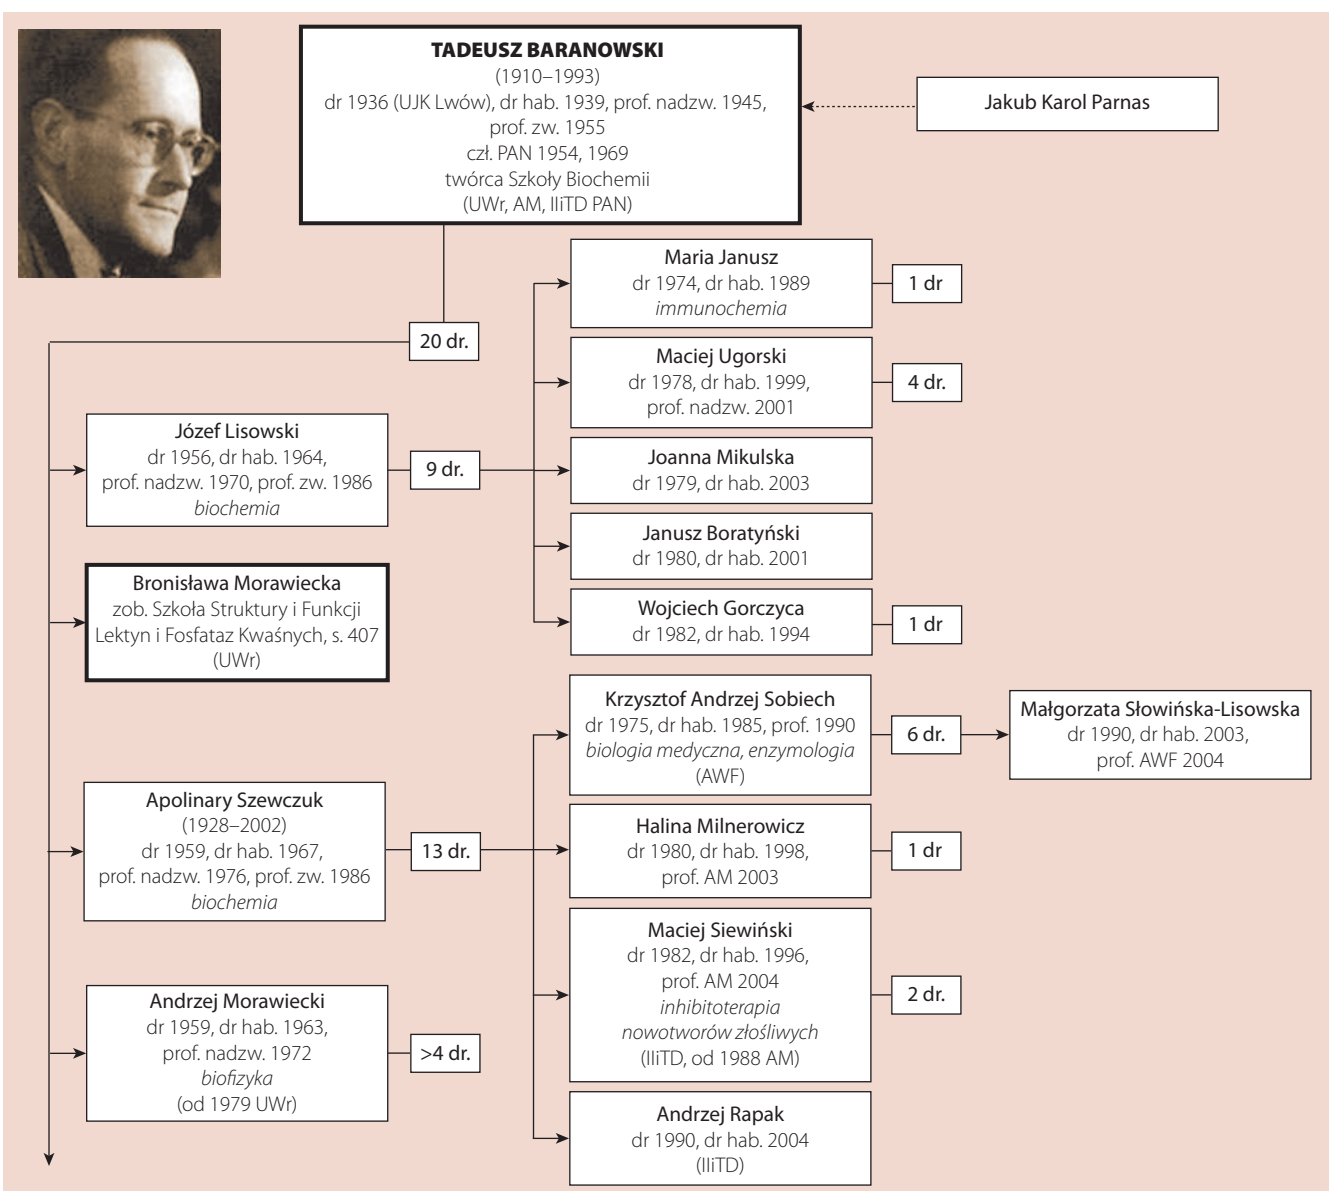 TADEUSZ BARANOWSKI
(1910–1993)
dr 1936 (UJK Lwów), dr hab. 1939, prof. nadzw. 1945,
prof. zw. 1955
czł. PAN 1954, 1969
twórca Szkoły Biochemii
(UWr, AM, IIiTD PAN)
Jakub Karol Parnas
20 dr.
Józef Lisowski
dr 1956, dr hab. 1964,
prof. nadzw. 1970, prof. zw. 1986
biochemia
9 dr.
Maria Janusz
dr 1974, dr hab. 1989
immunochemia
1 dr
Maciej Ugorski
dr 1978, dr hab. 1999,
prof. nadzw. 2001
4 dr.
Joanna Mikulska
dr 1979, dr hab. 2003
Janusz Boratyński
dr 1980, dr hab. 2001
Wojciech Gorczyca
dr 1982, dr hab. 1994
1 dr
Bronisława Morawiecka
zob. Szkoła Struktury i Funkcji
Lektyn i Fosfataz Kwaśnych, s. 407
(UWr)
Apolinary Szewczuk
(1928–2002)
dr 1959, dr hab. 1967,
prof. nadzw. 1976, prof. zw. 1986
biochemia
13 dr.
Krzysztof Andrzej Sobiech
dr 1975, dr hab. 1985, prof. 1990
biologia medyczna, enzymologia
(AWF)
6 dr.
Małgorzata Słowińska-Lisowska
dr 1990, dr hab. 2003,
prof. AWF 2004
Halina Milnerowicz
dr 1980, dr hab. 1998,
prof. AM 2003
1 dr
Maciej Siewiński
dr 1982, dr hab. 1996,
prof. AM 2004
inhibitoterapia
nowotworów złośliwych
(IIiTD, od 1988 AM)
2 dr.
Andrzej Rapak
dr 1990, dr hab. 2004
(IIiTD)
Andrzej Morawiecki
dr 1959, dr hab. 1963,
prof. nadzw. 1972
biofizyka
(od 1979 UWr)
>4 dr.